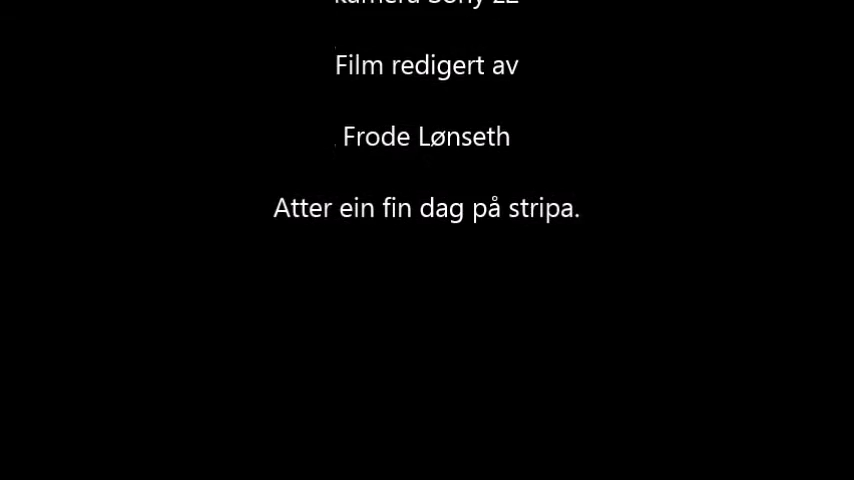 Film redigert av
Frode Lønseth
Atter ein fin dag på stripa.